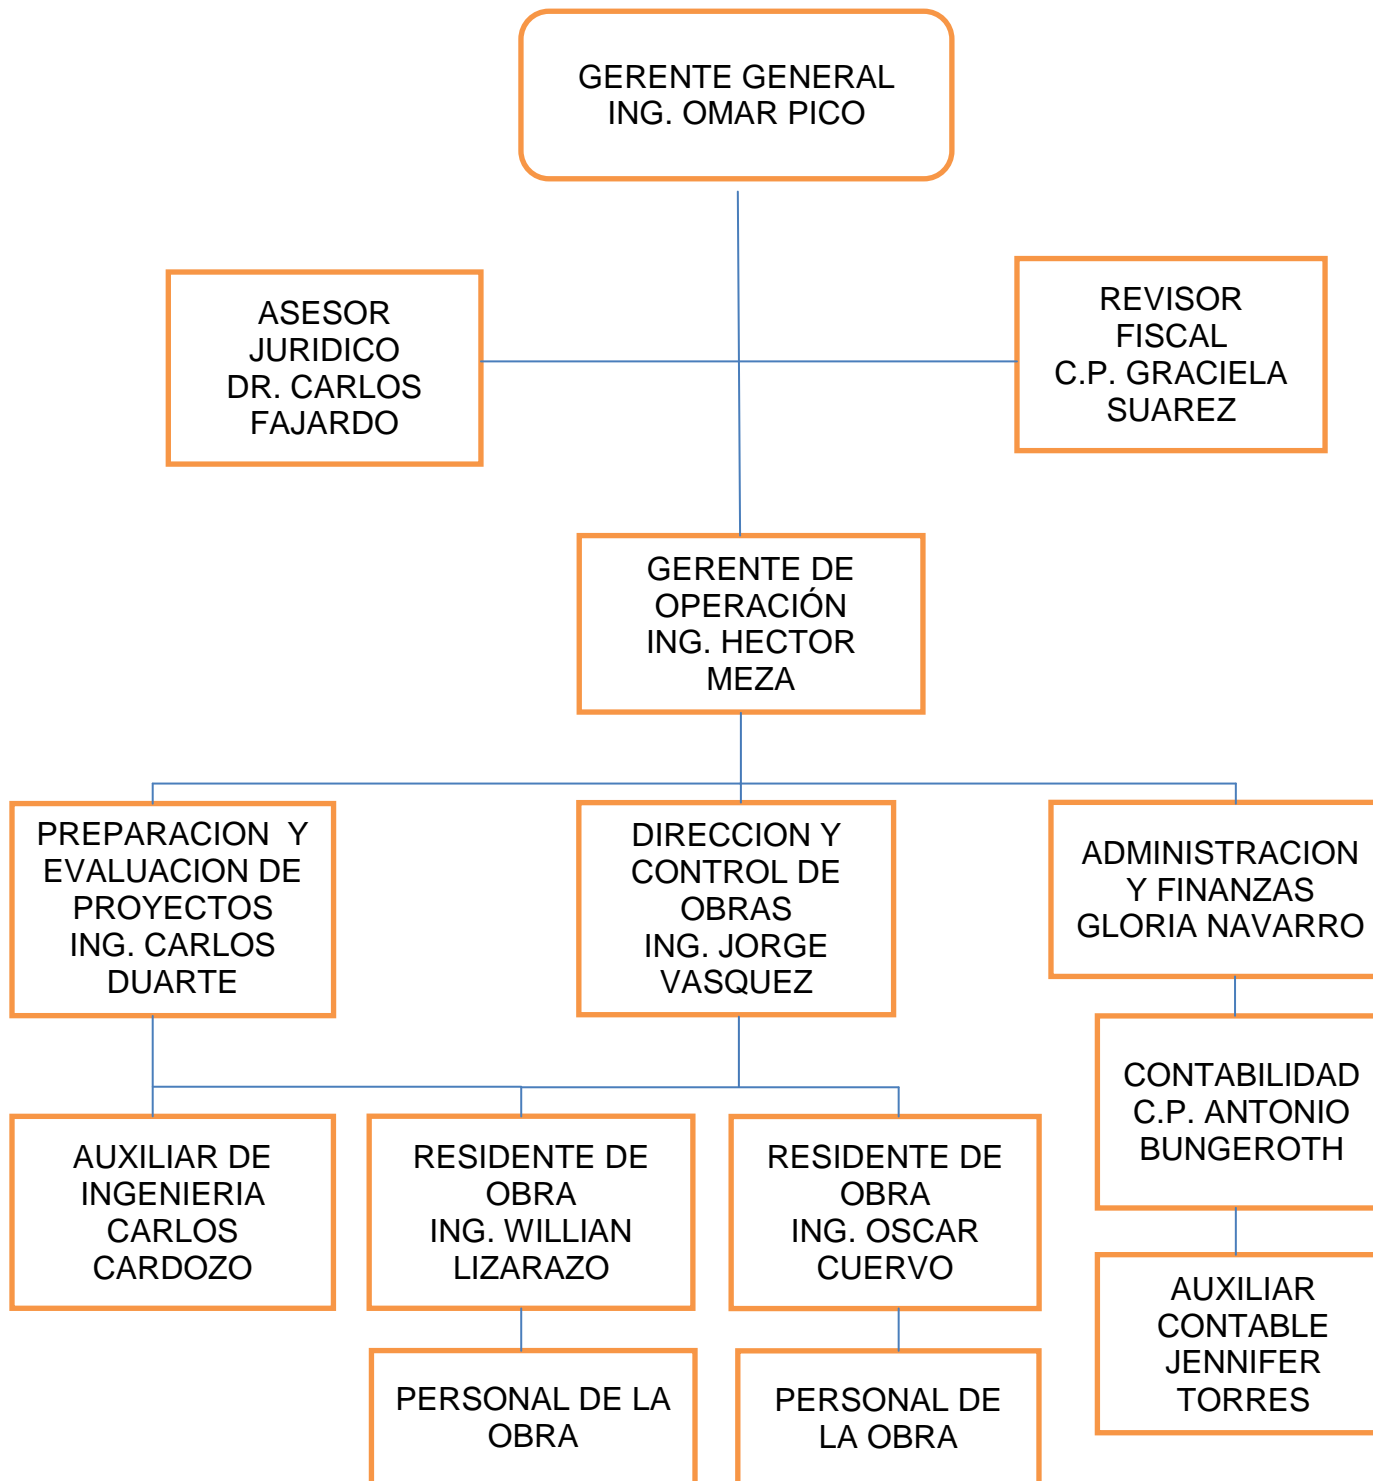 GERENTE GENERAL
ING. OMAR PICO
ASESOR
JURIDICO
DR. CARLOS
FAJARDO
REVISOR
FISCAL
C.P. GRACIELA
SUAREZ
GERENTE DE
OPERACIÓN
ING. HECTOR
MEZA
PREPARACION Y
EVALUACION DE
PROYECTOS
ING. CARLOS
DUARTE
DIRECCION Y
CONTROL DE
OBRAS
ING. JORGE
VASQUEZ
ADMINISTRACION
Y FINANZAS
GLORIA NAVARRO
CONTABILIDAD
C.P. ANTONIO
BUNGEROTH
AUXILIAR DE
INGENIERIA
CARLOS
CARDOZO
RESIDENTE DE
OBRA
ING. WILLIAN
LIZARAZO
RESIDENTE DE
OBRA
ING. OSCAR
CUERVO
AUXILIAR
CONTABLE
JENNIFER
TORRES
PERSONAL DE LA
OBRA
PERSONAL DE
LA OBRA